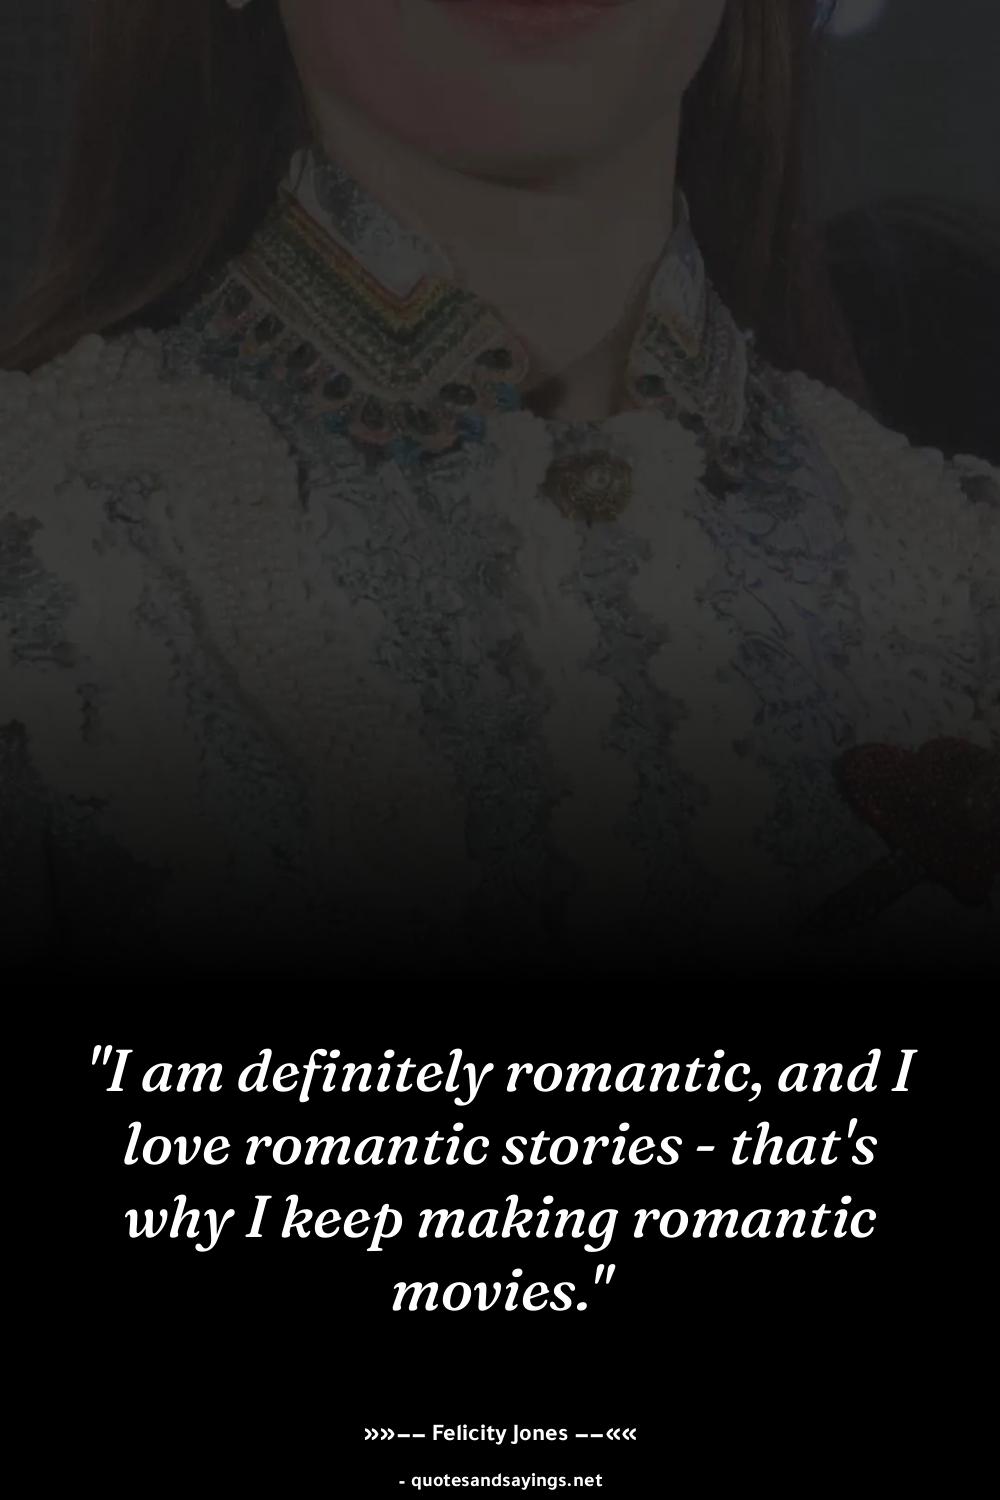 "I am definitely romantic, and I
love romantic stories - that's
why I keep making romantic
movies."
»»—— Felicity Jones ——««
- quotesandsayings.net